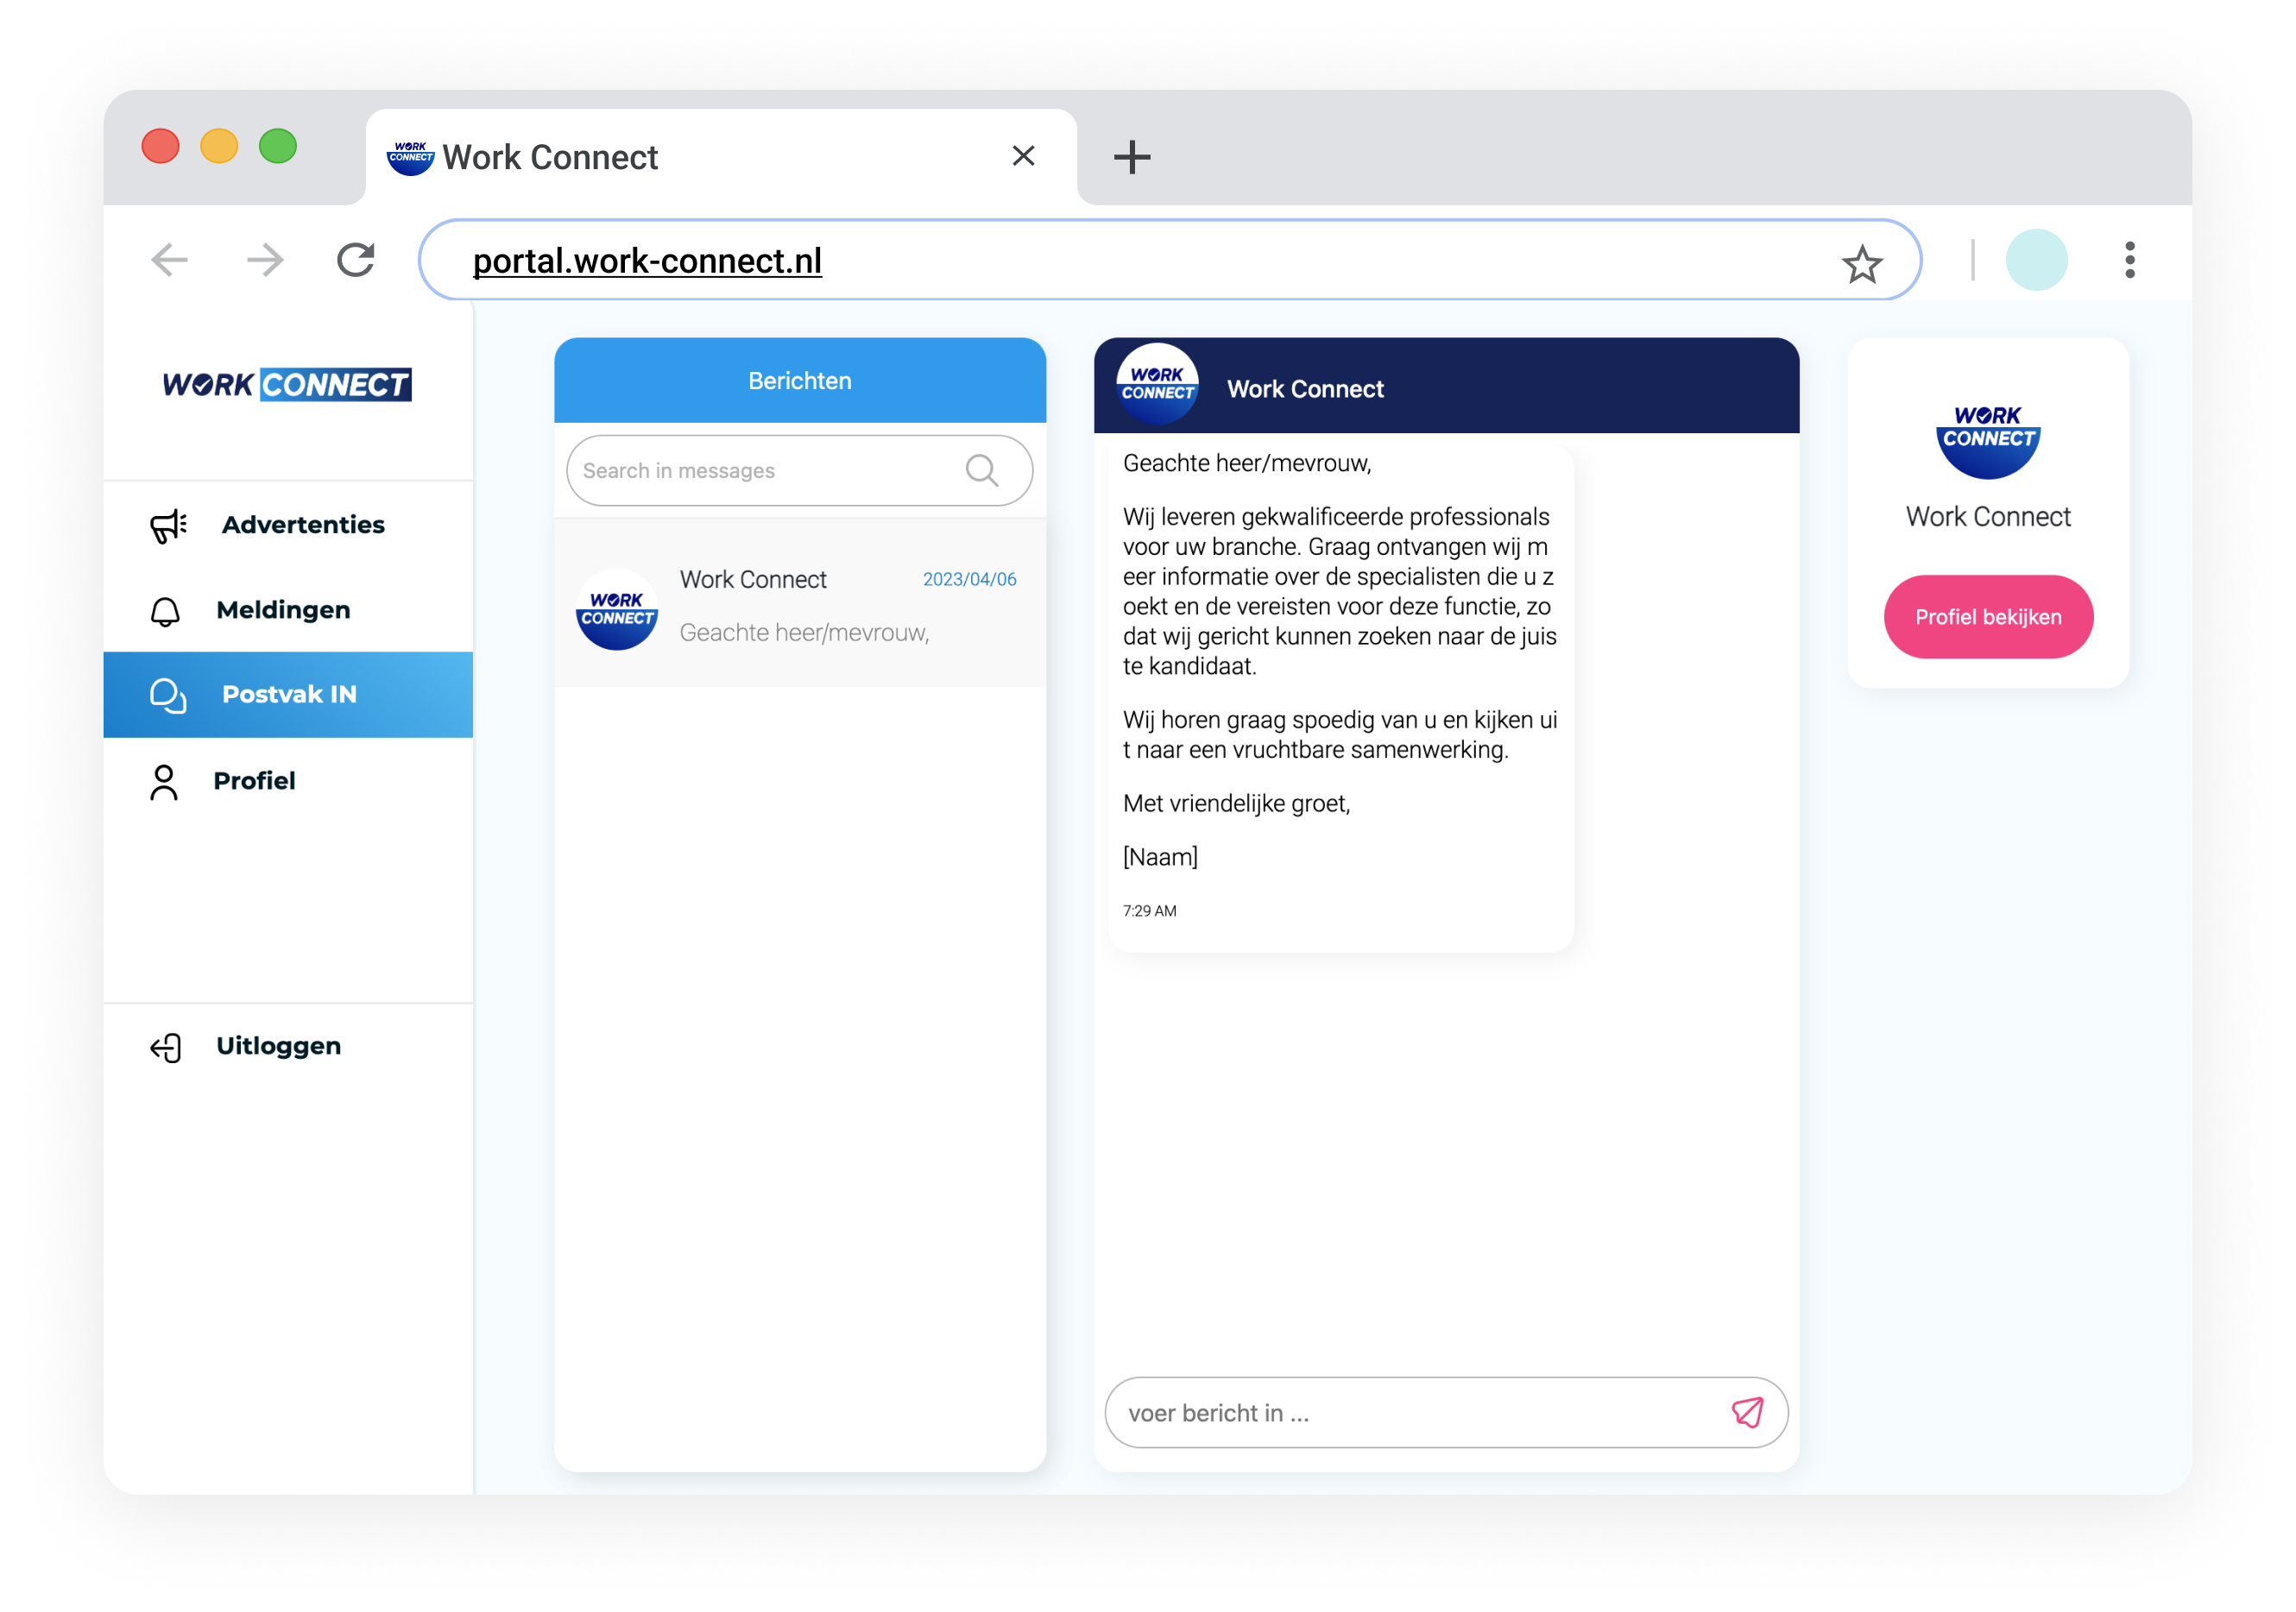 WORK
CONNECT
Work Connect
portal.work-connect.nl
WORK CONNECT
Advertenties
Meldingen
Postvak IN
Profiel
Uitloggen
Berichten
Search in messages
WORK
CONNECT
Work Connect
2023/04/06
Geachte heer/mevrouw,
WORK
CONNECT
Work Connect
Geachte heer/mevrouw,
Wij leveren gekwalificeerde professionals
voor uw branche. Graag ontvangen wij m
eer informatie over de specialisten die u z
oekt en de vereisten voor deze functie, zo
dat wij gericht kunnen zoeken naar de juis
te kandidaat.
Wij horen graag spoedig van u en kijken ui
t naar een vruchtbare samenwerking.
Met vriendelijke groet,
[Naam]
7:29 AM
voer bericht in ...
WORK
CONNECT
Work Connect
Profiel bekijken